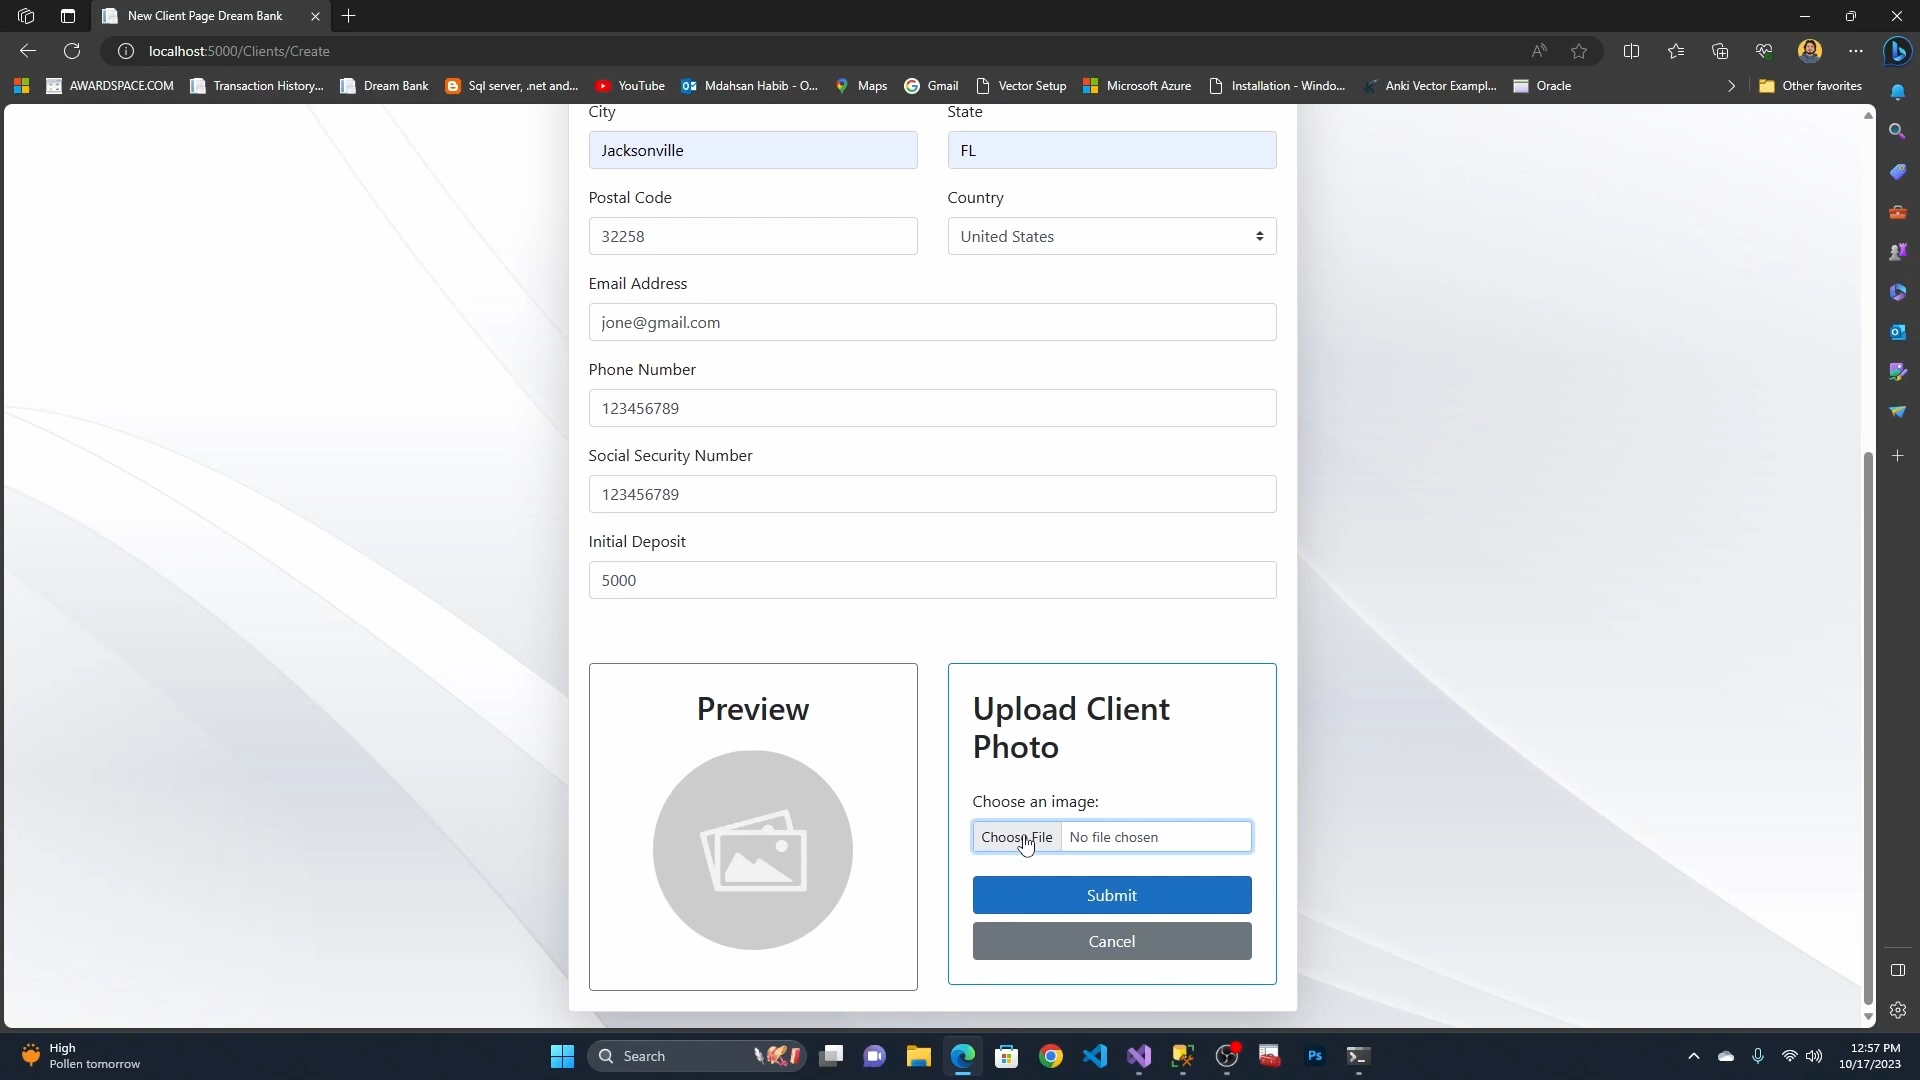 New Client Page Dream Bank
localhost:5000/Clients/Create
AWARDSPACE.COM Transaction History... Dream Bank Sql server, .net and... YouTube Mdahsan Habib - O... Maps Gmail Vector Setup Microsoft Azure Installation - Windo... Anki Vector Exampl... Oracle Other favorites
City State
Jacksonville FL
Postal Code Country
32258 United States
Email Address
jone@gmail.com
Phone Number
123456789
Social Security Number
123456789
Initial Deposit
5000
Preview
Upload Client
Photo
Choose an image:
Choose File No file chosen
Submit
Cancel
High
Pollen tomorrow
Search
Ps
12:57 PM
10/17/2023